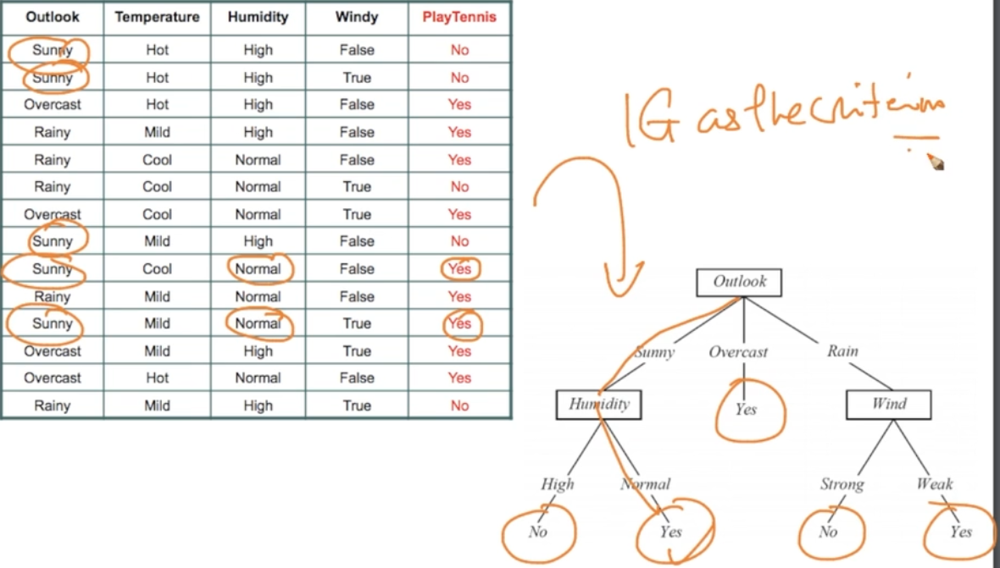 Outlook Temperature Humidity Windy PlayTennis
Sunny Hot High False No
Sunny Hot High True No
Overcast Hot High False Yes
Rainy Mild High False Yes
Rainy Cool Normal False Yes
Rainy Cool Normal True No
Overcast Cool Normal True Yes
Sunny Mild High False No
Sunny Cool Normal False Yes
Rainy Mild Normal False Yes
Sunny Mild Normal True Yes
Overcast Mild High True Yes
Overcast Hot Normal False Yes
Rainy Mild High True No
IG as the criterion
Outlook
Sunny Overcast Rain
Humidity Yes Wind
High Normal Strong Weak
No Yes No Yes